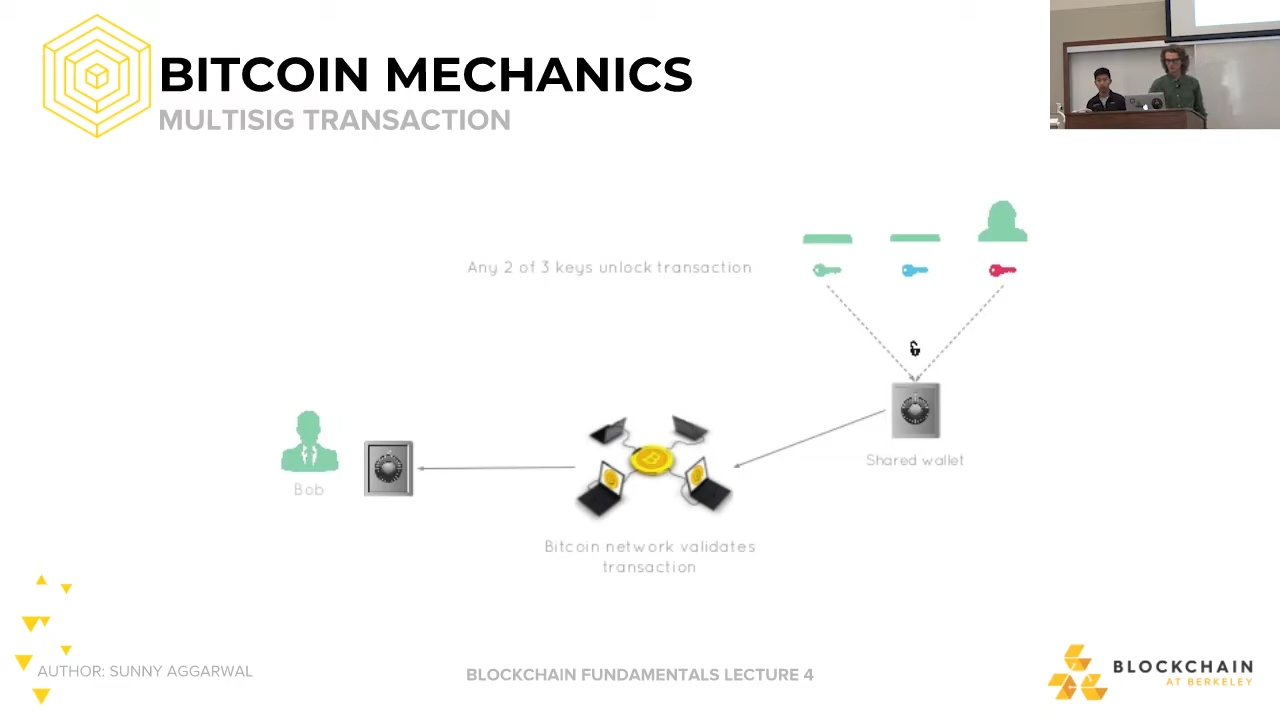 BITCOIN MECHANICS
MULTISIG TRANSACTION
Any 2 of 3 keys unlock transaction
Shared wallet
Bob
Bitcoin network validates
transaction
AUTHOR: SUNNY AGGARWAL
BLOCKCHAIN FUNDAMENTALS LECTURE 4
BLOCKCHAIN
AT BERKELEY